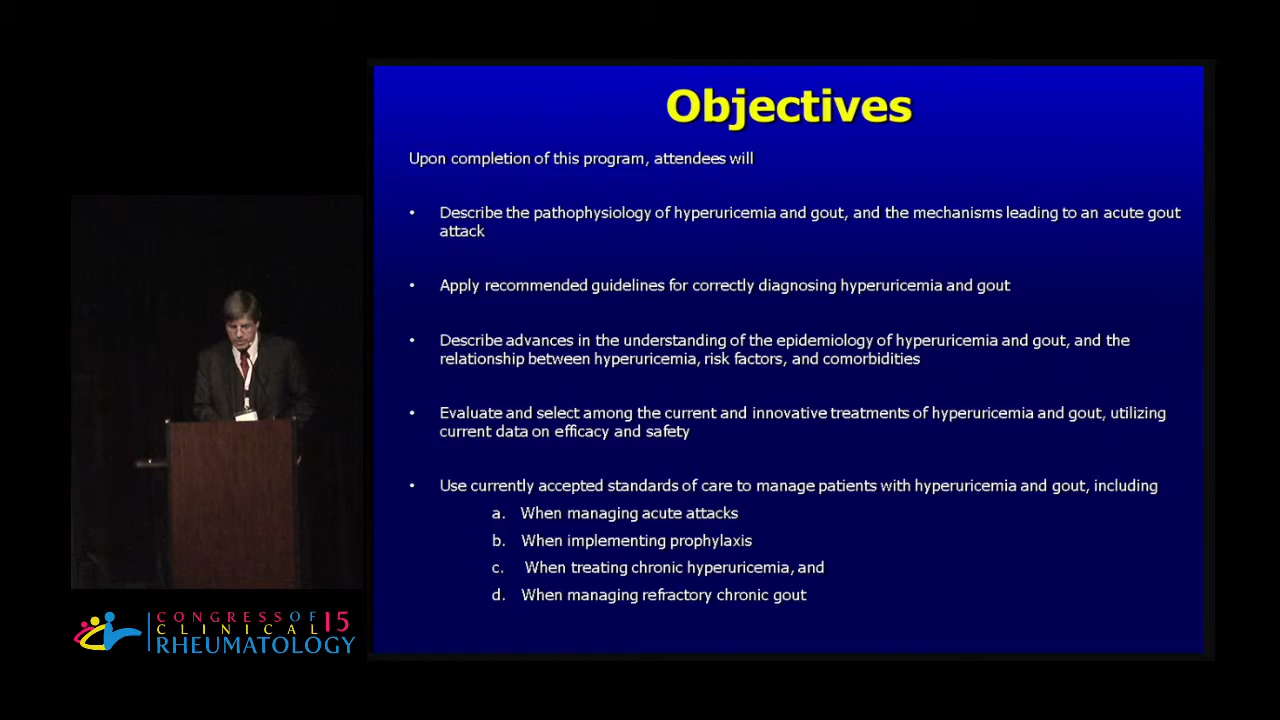 Objectives
Upon completion of this program, attendees will
• Describe the pathophysiology of hyperuricemia and gout, and the mechanisms leading to an acute gout
attack
• Apply recommended guidelines for correctly diagnosing hyperuricemia and gout
• Describe advances in the understanding of the epidemiology of hyperuricemia and gout, and the
relationship between hyperuricemia, risk factors, and comorbidities
• Evaluate and select among the current and innovative treatments of hyperuricemia and gout, utilizing
current data on efficacy and safety
• Use currently accepted standards of care to manage patients with hyperuricemia and gout, including
a. When managing acute attacks
b. When implementing prophylaxis
c. When treating chronic hyperuricemia, and
d. When managing refractory chronic gout
CONGRESS OF 15
CLINICAL
RHEUMATOLOGY